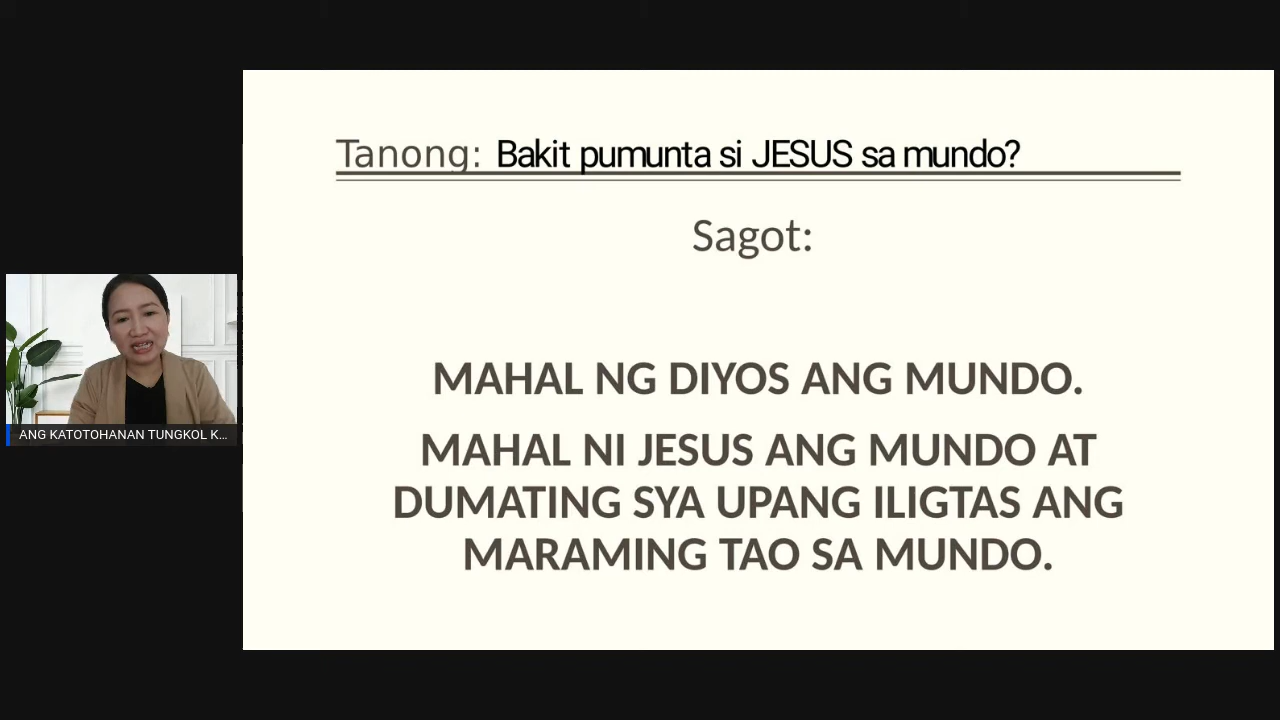 Tanong: Bakit pumunta si JESUS sa mundo?
Sagot:
MAHAL NG DIYOS ANG MUNDO.
MAHAL NI JESUS ANG MUNDO AT
DUMATING SYA UPANG ILIGTAS ANG
MARAMING TAO SA MUNDO.
ANG KATOTOHANAN TUNGKOL K...